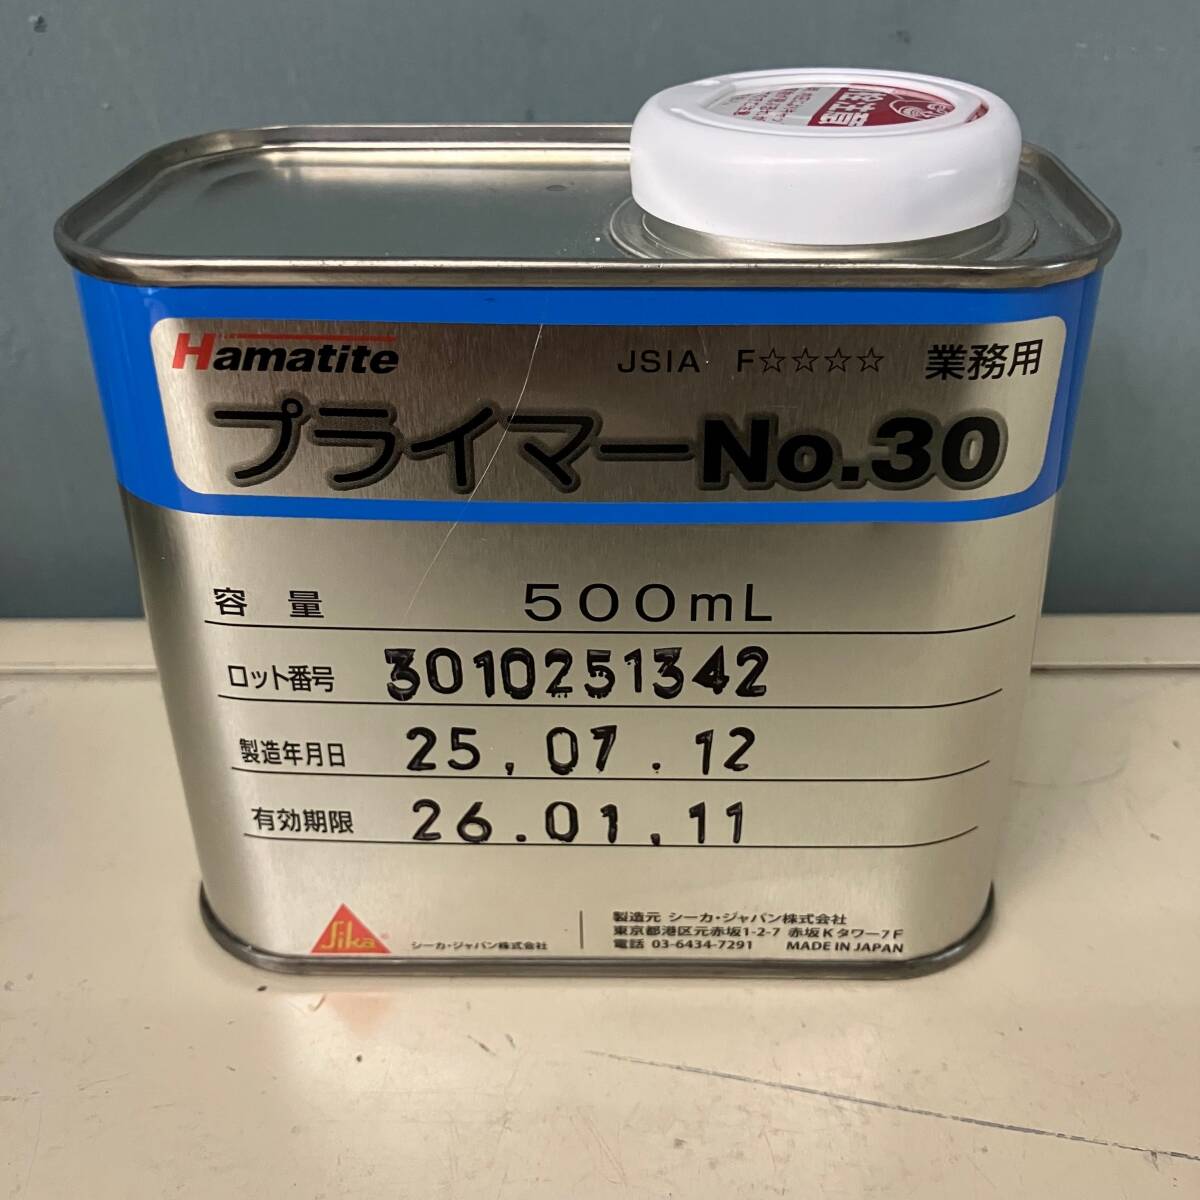 Hamatite
JSIA F☆☆☆☆ 業務用
プライマーNo.30
容量 500mL
ロット番号 3010251342
製造年月日 25.07.12
有効期限 26.01.11
Sika
シーカ・ジャパン株式会社
製造元 シーカ・ジャパン株式会社
東京都港区元赤坂1-2-7 赤坂Kタワー7F
電話 03-6434-7291 MADE IN JAPAN